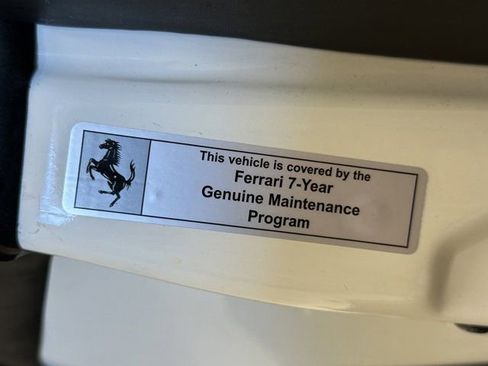 This vehicle is covered by the
Ferrari 7-Year
Genuine Maintenance
Program